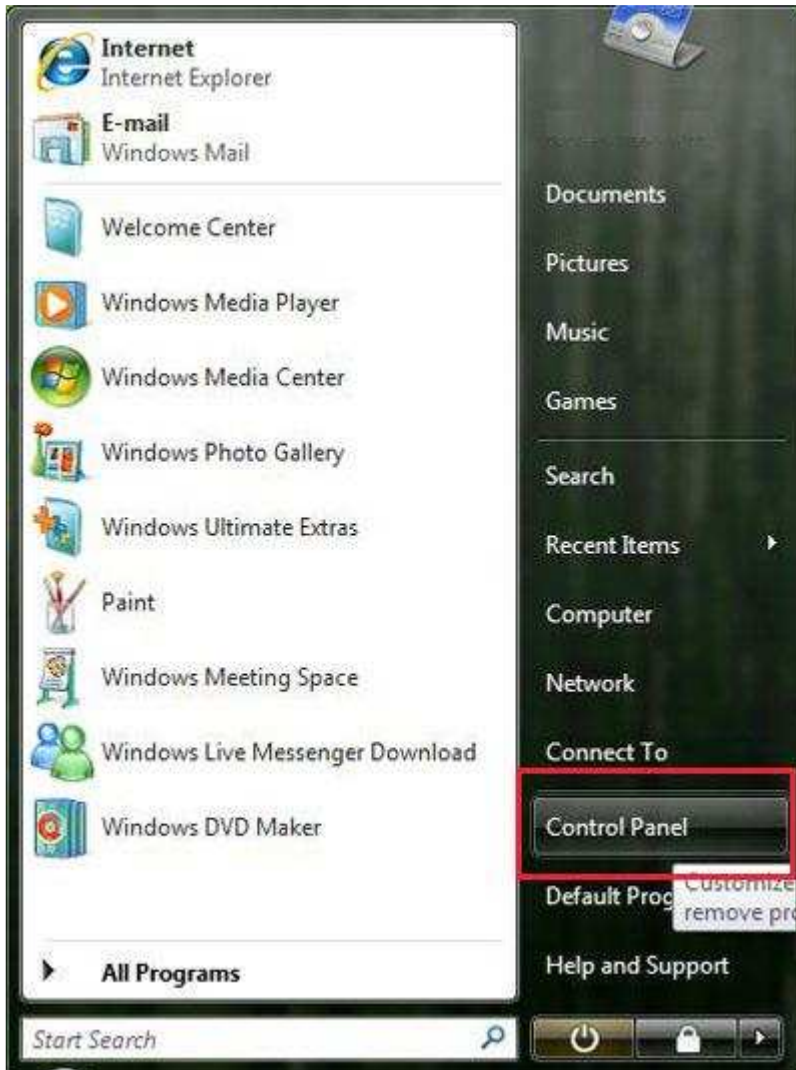 Internet
Internet Explorer
E-mail
Windows Mail
Welcome Center
Windows Media Player
Windows Media Center
Windows Photo Gallery
Windows Ultimate Extras
Paint
Windows Meeting Space
Windows Live Messenger Download
Windows DVD Maker
All Programs
Start Search
Documents
Pictures
Music
Games
Search
Recent Items
Computer
Network
Connect To
Control Panel
Default Prog
Customize
remove pro
Help and Support